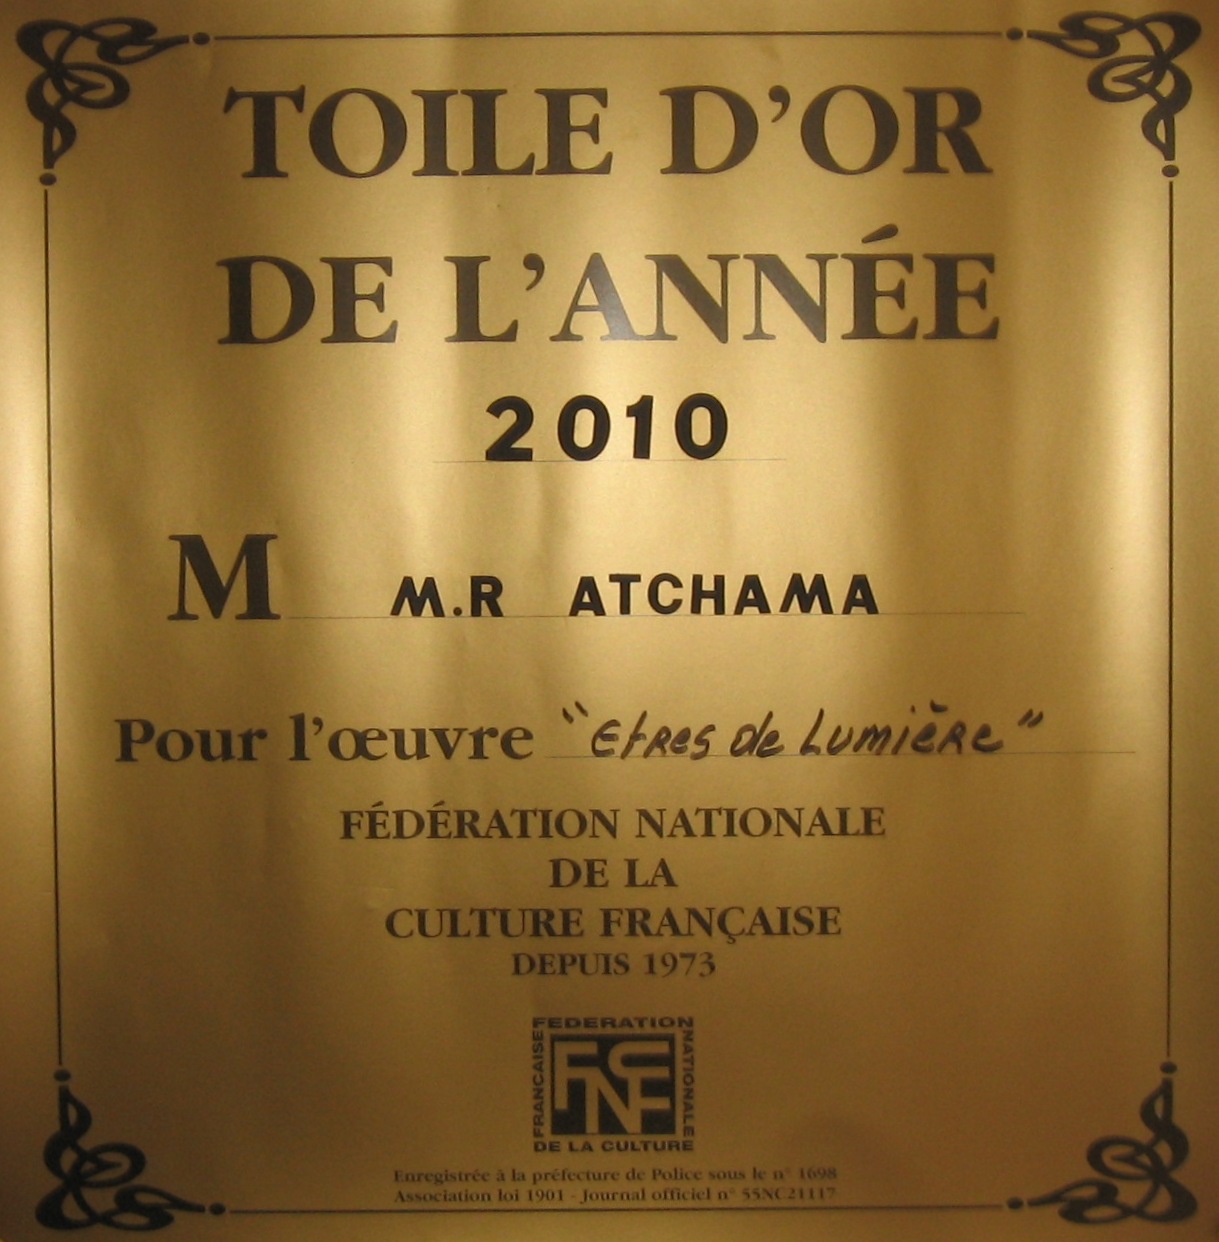 TOILE D'OR
DE L'ANNÉE
2010
M M.R ATCHAMA
Pour l'œuvre "Etres de Lumière"
FÉDÉRATION NATIONALE
DE LA
CULTURE FRANÇAISE
DEPUIS 1973
FEDERATION
NATIONALE
DE LA CULTURE
FRANCAISE
FNCF
Enregistrée à la préfecture de Police sous le n° 1698
Association loi 1901 - Journal officiel n° 55NC21117